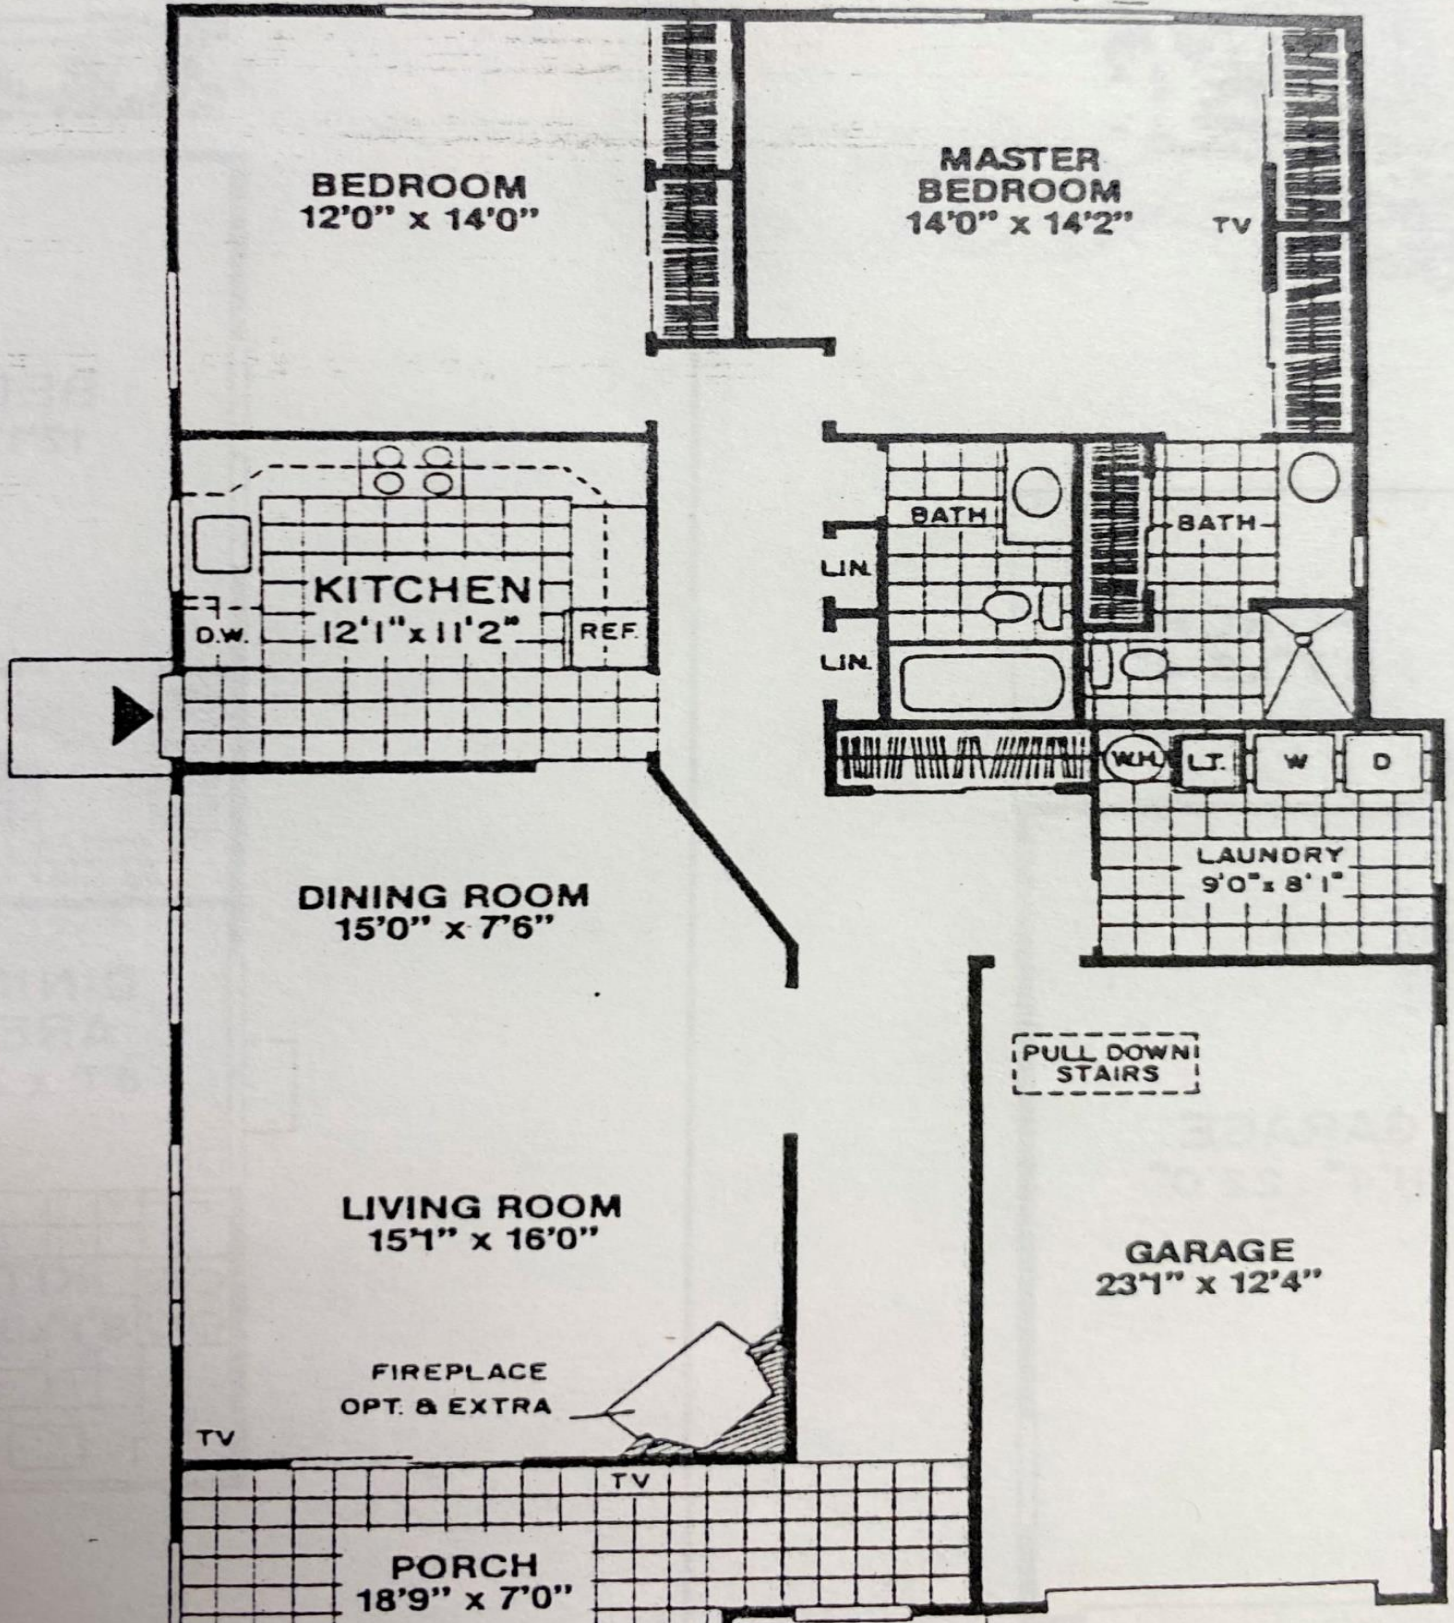 BEDROOM
12'0" x 14'0"
MASTER
BEDROOM
14'0" x 14'2"
TV
BATH
BATH
LIN.
LIN.
KITCHEN
12'1" x 11'2"
D.W.
REF.
W.H.
L.T.
W
D
LAUNDRY
9'0" x 8'1"
DINING ROOM
15'0" x 7'6"
PULL DOWN
STAIRS
LIVING ROOM
15'1" x 16'0"
GARAGE
23'1" x 12'4"
FIREPLACE
OPT. & EXTRA
TV
TV
PORCH
18'9" x 7'0"